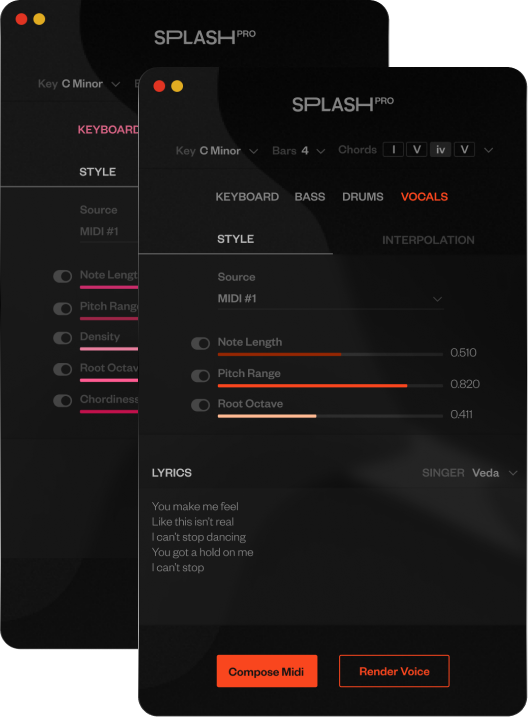 SPLASH PRO
Key C Minor
KEYBOARD
STYLE
Source
MIDI #1
Note Length
Pitch Range
Density
Root Octave
Chordiness
SPLASH PRO
Key C Minor Bars 4 Chords I V iv V
KEYBOARD BASS DRUMS VOCALS
STYLE INTERPOLATION
Source
MIDI #1
Note Length 0.510
Pitch Range 0.820
Root Octave 0.411
LYRICS SINGER Veda
You make me feel
Like this isn't real
I can't stop dancing
You got a hold on me
I can't stop
Compose Midi Render Voice